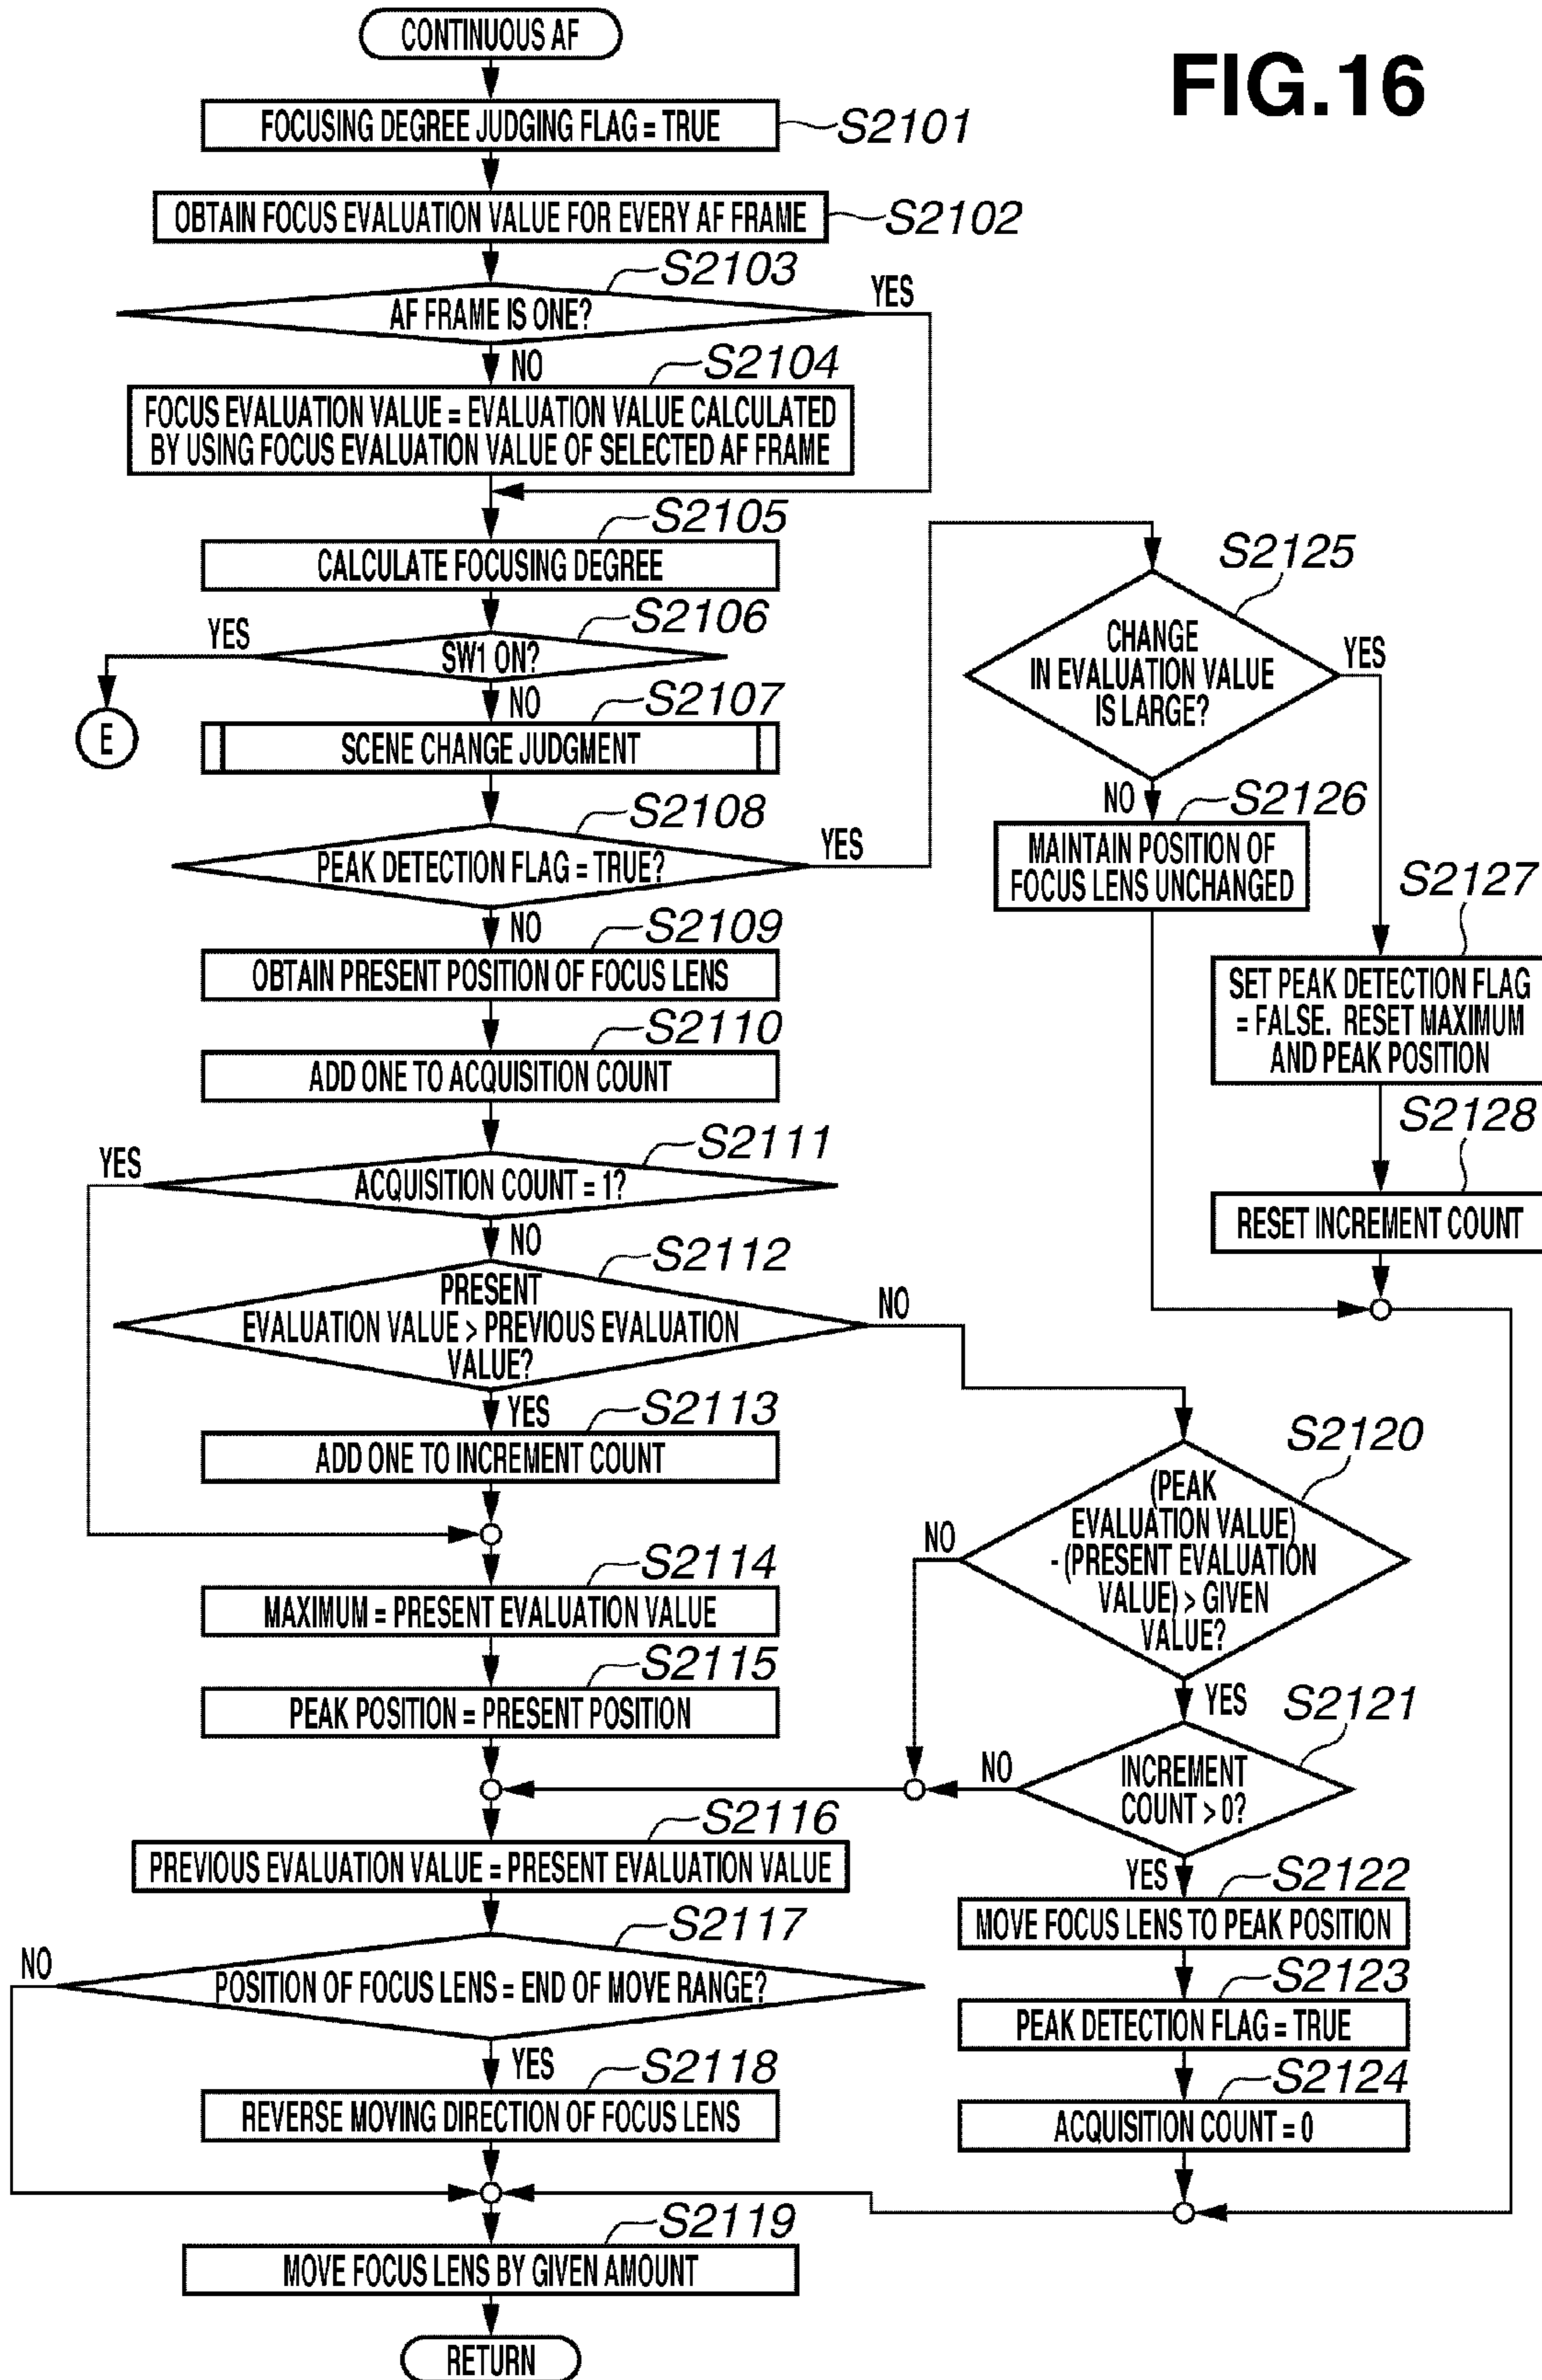 FIG.16
CONTINUOUS AF
FOCUSING DEGREE JUDGING FLAG = TRUE
S2101
OBTAIN FOCUS EVALUATION VALUE FOR EVERY AF FRAME
S2102
S2103
AF FRAME IS ONE?
YES
NO
S2104
FOCUS EVALUATION VALUE = EVALUATION VALUE CALCULATED
BY USING FOCUS EVALUATION VALUE OF SELECTED AF FRAME
S2105
CALCULATE FOCUSING DEGREE
S2106
SW1 ON?
YES
E
NO
S2107
SCENE CHANGE JUDGMENT
S2108
PEAK DETECTION FLAG = TRUE?
YES
NO
S2109
OBTAIN PRESENT POSITION OF FOCUS LENS
S2110
ADD ONE TO ACQUISITION COUNT
S2111
ACQUISITION COUNT = 1?
YES
NO
S2112
PRESENT
EVALUATION VALUE > PREVIOUS EVALUATION
VALUE?
NO
YES
S2113
ADD ONE TO INCREMENT COUNT
S2114
MAXIMUM = PRESENT EVALUATION VALUE
S2115
PEAK POSITION = PRESENT POSITION
S2116
PREVIOUS EVALUATION VALUE = PRESENT EVALUATION VALUE
S2117
POSITION OF FOCUS LENS = END OF MOVE RANGE?
NO
YES
S2118
REVERSE MOVING DIRECTION OF FOCUS LENS
S2119
MOVE FOCUS LENS BY GIVEN AMOUNT
RETURN
S2125
CHANGE
IN EVALUATION VALUE
IS LARGE?
YES
NO
S2126
MAINTAIN POSITION OF
FOCUS LENS UNCHANGED
S2127
SET PEAK DETECTION FLAG
= FALSE. RESET MAXIMUM
AND PEAK POSITION
S2128
RESET INCREMENT COUNT
S2120
(PEAK
EVALUATION VALUE)
- (PRESENT EVALUATION
VALUE) > GIVEN
VALUE?
NO
YES
S2121
INCREMENT
COUNT > 0?
NO
YES
S2122
MOVE FOCUS LENS TO PEAK POSITION
S2123
PEAK DETECTION FLAG = TRUE
S2124
ACQUISITION COUNT = 0